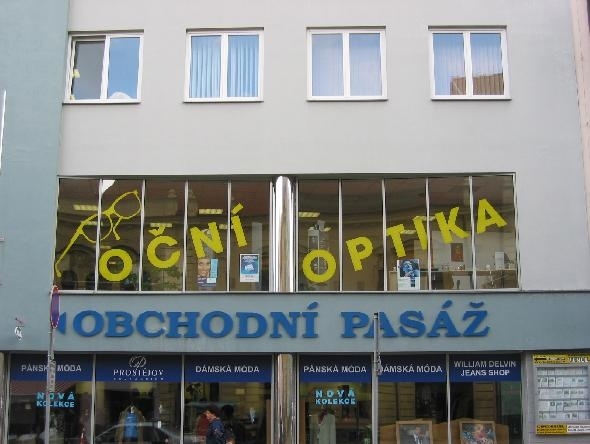 OČNÍ OPTIKA
OBCHODNÍ PASÁŽ
PÁNSKÁ MÓDA
PROSTĚJOV
DÁMSKÁ MÓDA
PÁNSKÁ MÓDA
DÁMSKÁ MÓDA
WILLIAM DELVIN
JEANS SHOP
NOVÁ
KOLEKCE
NOVÁ
KOLEKCE